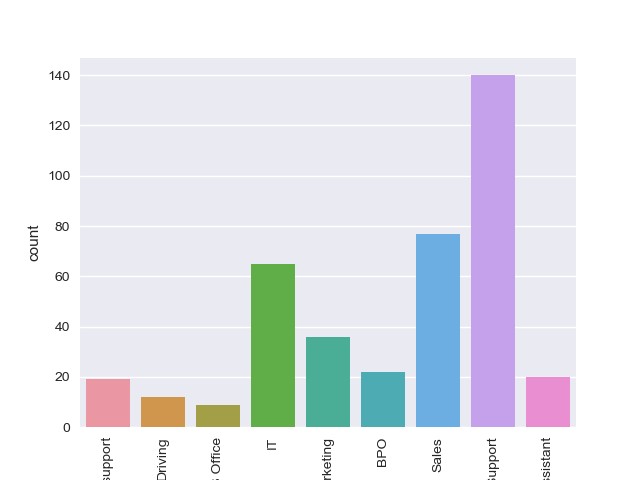 140
120
100
80
60
40
20
0
count
support
Driving
Office
IT
rketing
BPO
Sales
Support
ssistant